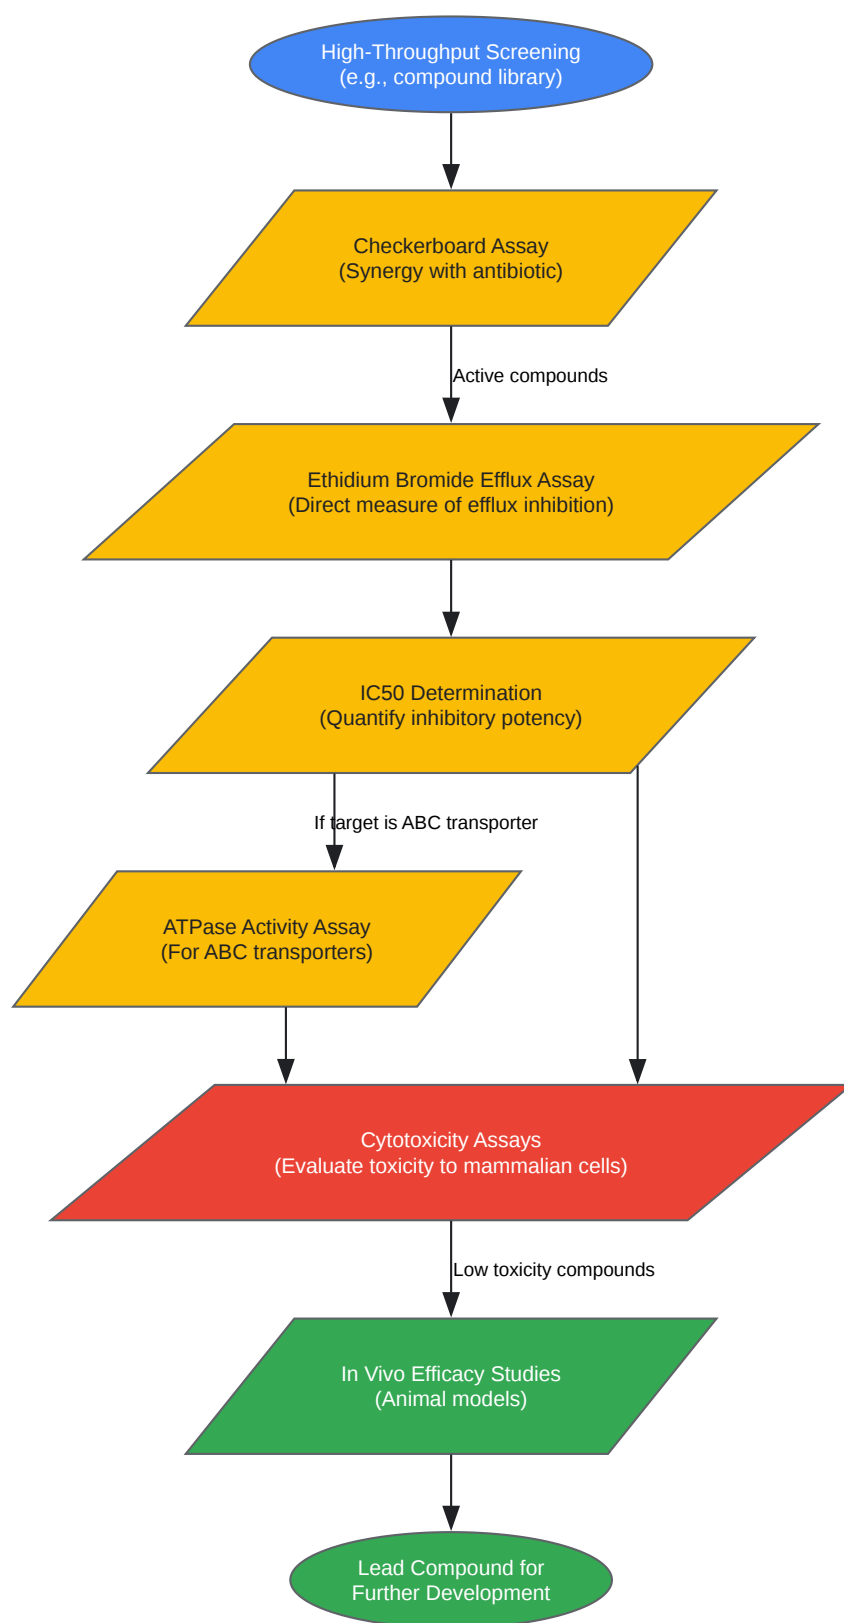 High-Throughput Screening
(e.g., compound library)
Checkerboard Assay
(Synergy with antibiotic)
Active compounds
Ethidium Bromide Efflux Assay
(Direct measure of efflux inhibition)
IC50 Determination
(Quantify inhibitory potency)
If target is ABC transporter
ATPase Activity Assay
(For ABC transporters)
Cytotoxicity Assays
(Evaluate toxicity to mammalian cells)
Low toxicity compounds
In Vivo Efficacy Studies
(Animal models)
Lead Compound for
Further Development